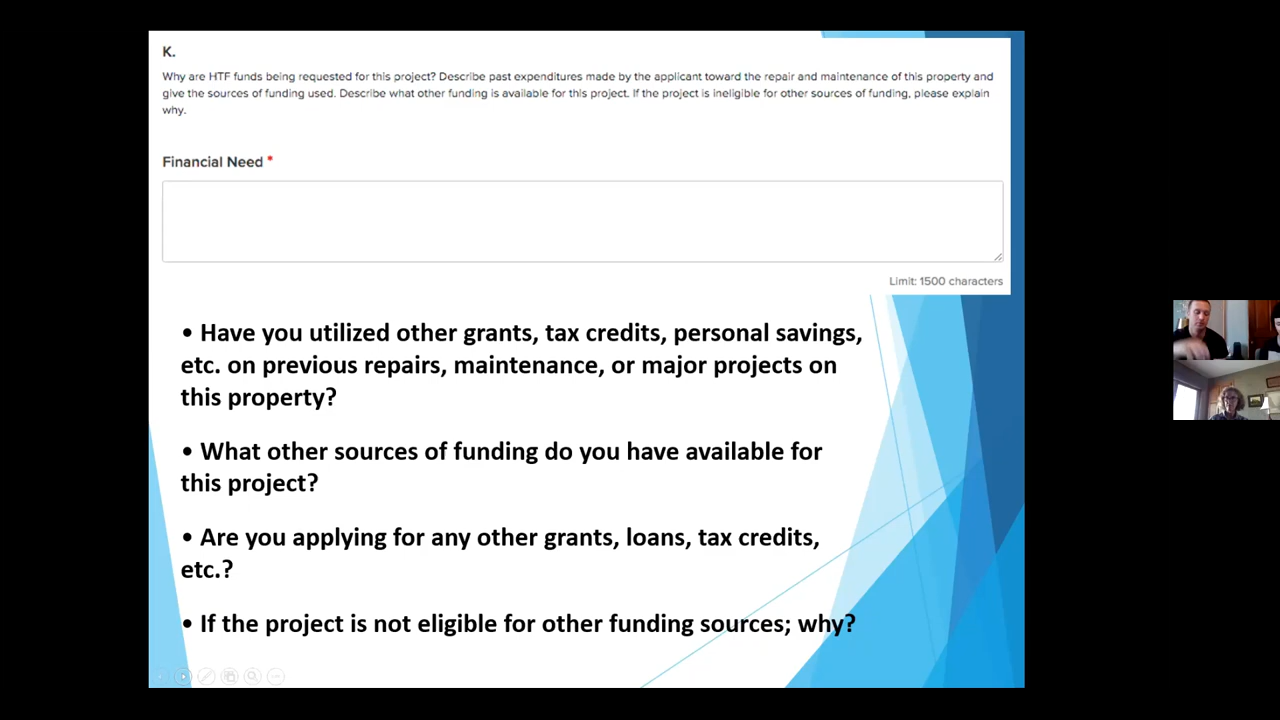 K.
Why are HTF funds being requested for this project? Describe past expenditures made by the applicant toward the repair and maintenance of this property and
give the sources of funding used. Describe what other funding is available for this project. If the project is ineligible for other sources of funding, please explain
why.
Financial Need *
Limit: 1500 characters
• Have you utilized other grants, tax credits, personal savings,
etc. on previous repairs, maintenance, or major projects on
this property?
• What other sources of funding do you have available for
this project?
• Are you applying for any other grants, loans, tax credits,
etc.?
• If the project is not eligible for other funding sources; why?